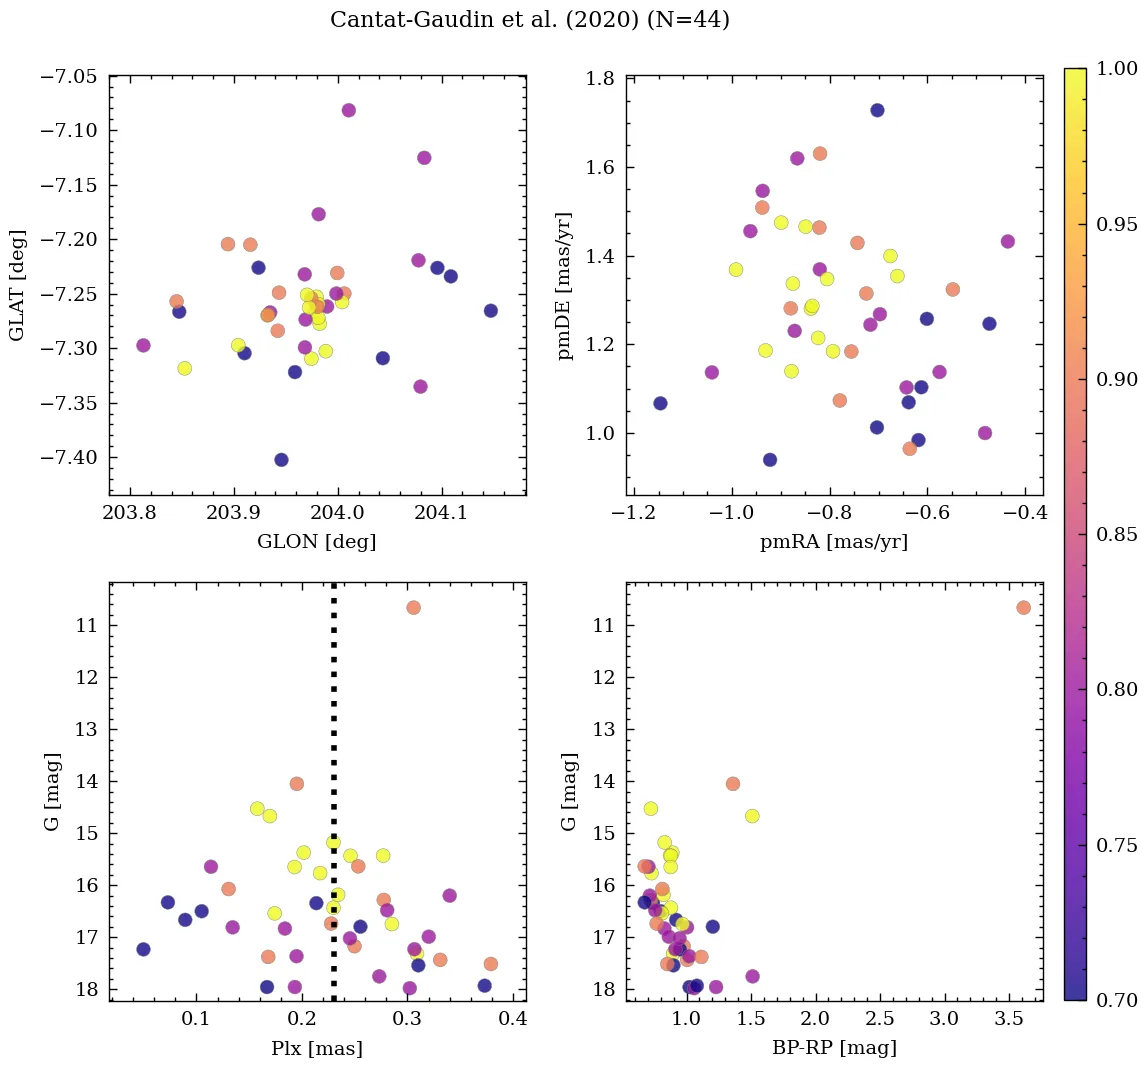 Cantat-Gaudin et al. (2020) (N=44)
−7.05
−7.10
−7.15
−7.20
−7.25
−7.30
−7.35
−7.40
GLAT [deg]
203.8 203.9 204.0 204.1
GLON [deg]
1.8
1.6
1.4
1.2
1.0
pmDE [mas/yr]
−1.2 −1.0 −0.8 −0.6 −0.4
pmRA [mas/yr]
11
12
13
14
15
16
17
18
G [mag]
0.1 0.2 0.3 0.4
Plx [mas]
11
12
13
14
15
16
17
18
G [mag]
1.0 1.5 2.0 2.5 3.0 3.5
BP-RP [mag]
1.00
0.95
0.90
0.85
0.80
0.75
0.70